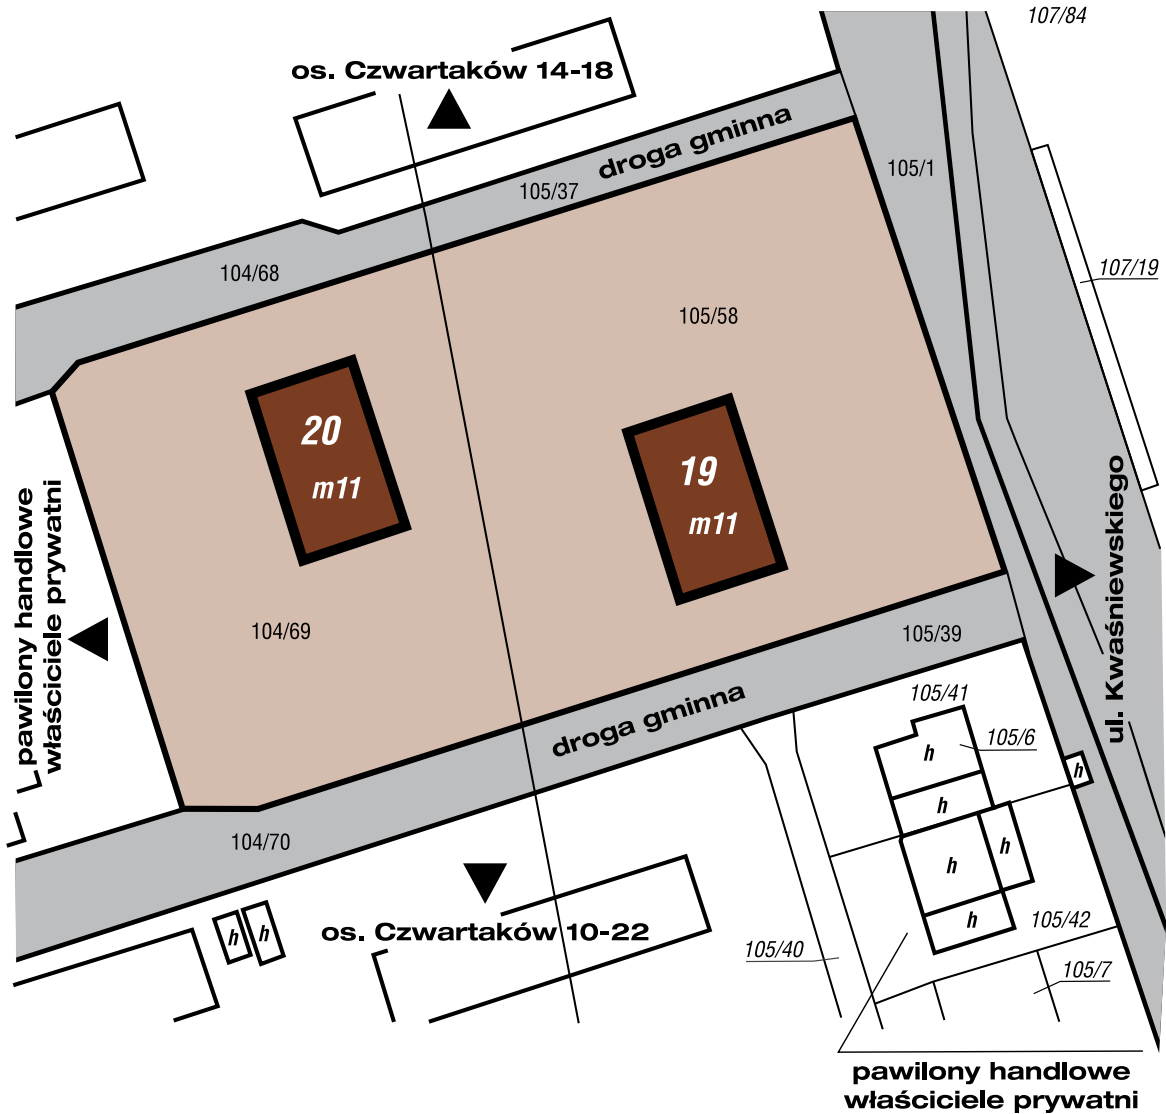 107/84
os. Czwartaków 14-18
droga gminna
105/37
105/1
104/68
107/19
105/58
20
m11
19
m11
pawilony handlowe
właściciele prywatni
ul. Kwaśniewskiego
104/69
105/39
droga gminna
105/41
105/6
h
h
h
104/70
h
h
os. Czwartaków 10-22
h
h
h
105/42
105/40
105/7
pawilony handlowe
właściciele prywatni